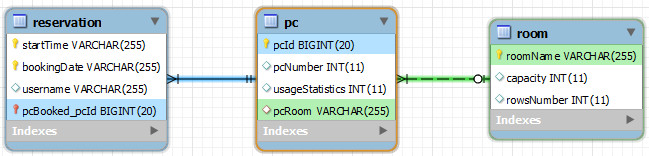 reservation
startTime VARCHAR(255)
bookingDate VARCHAR(255)
username VARCHAR(255)
pcBooked_pcId BIGINT(20)
Indexes
pc
pcId BIGINT(20)
pcNumber INT(11)
usageStatistics INT(11)
pcRoom VARCHAR(255)
Indexes
room
roomName VARCHAR(255)
capacity INT(11)
rowsNumber INT(11)
Indexes